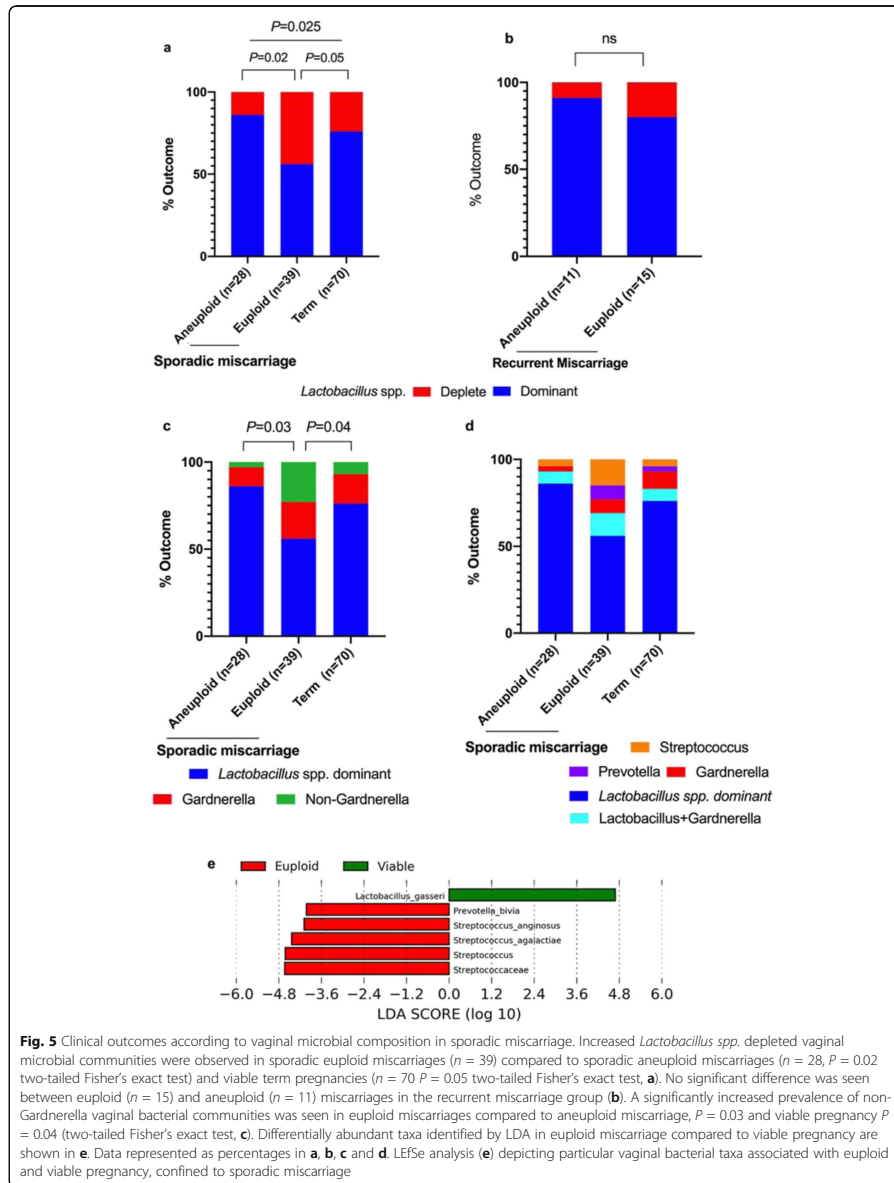 P=0.025
a
P=0.02
P=0.05
100
50
0
% Outcome
Aneuploid (n=28)
Euploid (n=39)
Term (n=70)
Sporadic miscarriage
b
ns
100
50
0
% Outcome
Aneuploid (n=11)
Euploid (n=15)
Recurrent Miscarriage
Lactobacillus spp. Deplete Dominant
c
P=0.03
P=0.04
100
50
0
% Outcome
Aneuploid (n=28)
Euploid (n=39)
Term (n=70)
Sporadic miscarriage
Lactobacillus spp. dominant
Gardnerella Non-Gardnerella
d
100
50
0
% Outcome
Aneuploid (n=28)
Euploid (n=39)
Term (n=70)
Sporadic miscarriage
Streptococcus
Prevotella Gardnerella
Lactobacillus spp. dominant
Lactobacillus+Gardnerella
e
Euploid Viable
Lactobacillus_gasseri
Prevotella_bivia
Streptococcus_anginosus
Streptococcus_agalactiae
Streptococcus
Streptococcaceae
−6.0 −4.8 −3.6 −2.4 −1.2 0.0 1.2 2.4 3.6 4.8 6.0
LDA SCORE (log 10)
Fig. 5 Clinical outcomes according to vaginal microbial composition in sporadic miscarriage. Increased Lactobacillus spp. depleted vaginal
microbial communities were observed in sporadic euploid miscarriages (n = 39) compared to sporadic aneuploid miscarriages (n = 28, P = 0.02
two-tailed Fisher's exact test) and viable term pregnancies (n = 70 P = 0.05 two-tailed Fisher's exact test, a). No significant difference was seen
between euploid (n = 15) and aneuploid (n = 11) miscarriages in the recurrent miscarriage group (b). A significantly increased prevalence of non-
Gardnerella vaginal bacterial communities was seen in euploid miscarriages compared to aneuploid miscarriage, P = 0.03 and viable pregnancy P
= 0.04 (two-tailed Fisher's exact test, c). Differentially abundant taxa identified by LDA in euploid miscarriage compared to viable pregnancy are
shown in e. Data represented as percentages in a, b, c and d. LEfSe analysis (e) depicting particular vaginal bacterial taxa associated with euploid
and viable pregnancy, confined to sporadic miscarriage